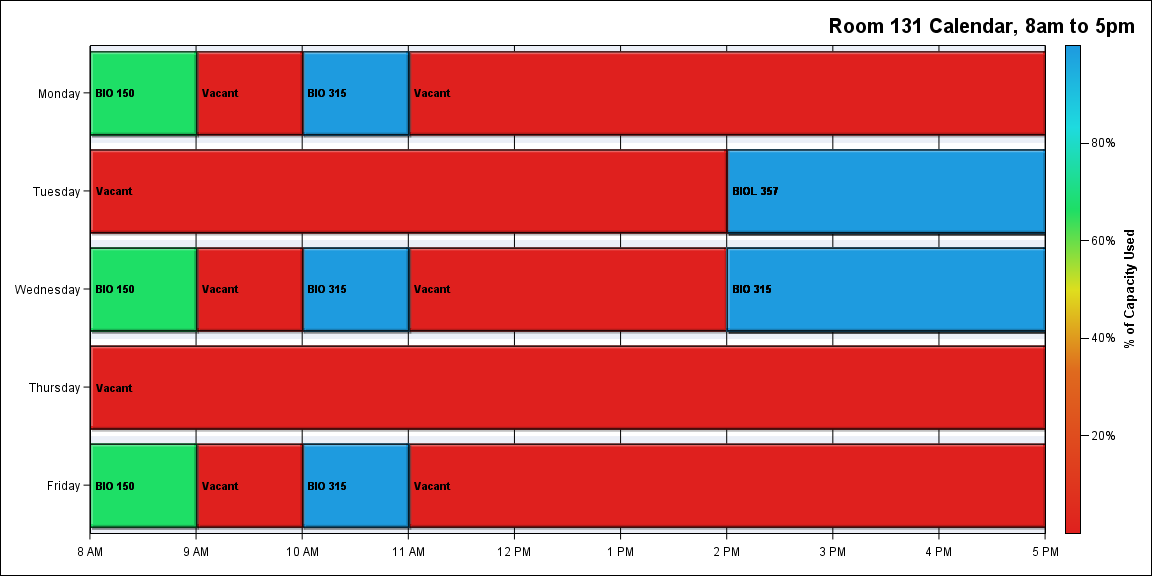 Room 131 Calendar, 8am to 5pm
Monday
BIO 150
Vacant
BIO 315
Vacant
Tuesday
Vacant
BIOL 357
Wednesday
BIO 150
Vacant
BIO 315
Vacant
BIO 315
Thursday
Vacant
Friday
BIO 150
Vacant
BIO 315
Vacant
8 AM
9 AM
10 AM
11 AM
12 PM
1 PM
2 PM
3 PM
4 PM
5 PM
80%
60%
40%
20%
% of Capacity Used